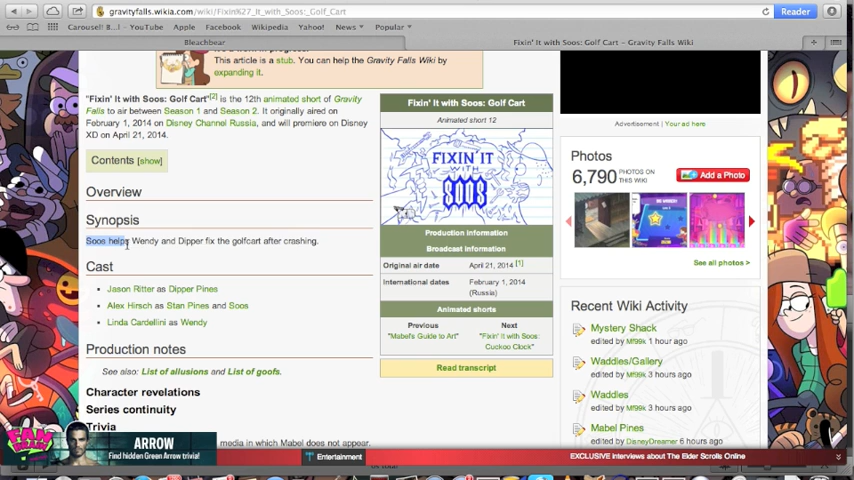 gravityfalls.wikia.com/wiki/Fixin%27_It_with_Soos:_Golf_Cart
Reader
Carousel! B...! – YouTube Apple Facebook Wikipedia Yahoo! News Popular
Bleachbear
Fixin' It with Soos: Golf Cart – Gravity Falls Wiki
This article is a stub. You can help the Gravity Falls Wiki by
expanding it.
"Fixin' It with Soos: Golf Cart"[2] is the 12th animated short of Gravity
Falls to air between Season 1 and Season 2. It originally aired on
February 1, 2014 on Disney Channel Russia, and will premiere on Disney
XD on April 21, 2014.
Contents [show]
Overview
Synopsis
Soos helps Wendy and Dipper fix the golfcart after crashing.
Cast
Jason Ritter as Dipper Pines
Alex Hirsch as Stan Pines and Soos
Linda Cardellini as Wendy
Production notes
See also: List of allusions and List of goofs.
Character revelations
Series continuity
Trivia
media in which Mabel does not appear.
Fixin' It with Soos: Golf Cart
Animated short 12
FIXIN' IT
WITH
SOOS
Production information
Broadcast information
Original air date April 21, 2014 [1]
International dates February 1, 2014
(Russia)
Animated shorts
Previous Next
"Mabel's Guide to Art" "Fixin' It with Soos:
Cuckoo Clock"
Read transcript
Advertisement | Your ad here
Photos
6,790 PHOTOS ON
THIS WIKI
Add a Photo
See all photos >
Recent Wiki Activity
Mystery Shack
edited by Mf99k 1 hour ago
Waddles/Gallery
edited by Mf99k 3 hours ago
Waddles
edited by Mf99k 3 hours ago
Mabel Pines
edited by DisneyDreamer 6 hours ago
FAN
BRAIN
ARROW
Find hidden Green Arrow trivia!
Entertainment
EXCLUSIVE Interviews about The Elder Scrolls Online